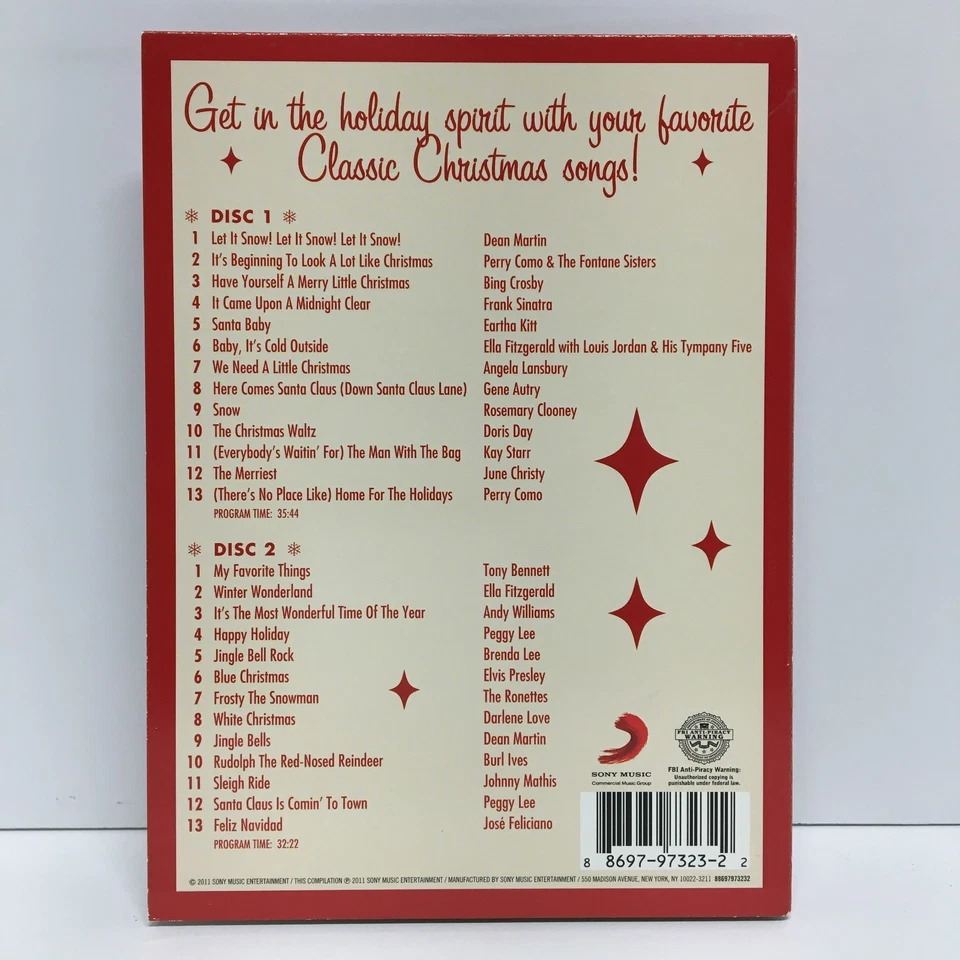 Get in the holiday spirit with your favorite
Classic Christmas songs!
DISC 1
1 Let It Snow! Let It Snow! Let It Snow! Dean Martin
2 It's Beginning To Look A Lot Like Christmas Perry Como & The Fontane Sisters
3 Have Yourself A Merry Little Christmas Bing Crosby
4 It Came Upon A Midnight Clear Frank Sinatra
5 Santa Baby Eartha Kitt
6 Baby, It's Cold Outside Ella Fitzgerald with Louis Jordan & His Tympany Five
7 We Need A Little Christmas Angela Lansbury
8 Here Comes Santa Claus (Down Santa Claus Lane) Gene Autry
9 Snow Rosemary Clooney
10 The Christmas Waltz Doris Day
11 (Everybody's Waitin' For) The Man With The Bag Kay Starr
12 The Merriest June Christy
13 (There's No Place Like) Home For The Holidays Perry Como
PROGRAM TIME: 35:44
DISC 2
1 My Favorite Things Tony Bennett
2 Winter Wonderland Ella Fitzgerald
3 It's The Most Wonderful Time Of The Year Andy Williams
4 Happy Holiday Peggy Lee
5 Jingle Bell Rock Brenda Lee
6 Blue Christmas Elvis Presley
7 Frosty The Snowman The Ronettes
8 White Christmas Darlene Love
9 Jingle Bells Dean Martin
10 Rudolph The Red-Nosed Reindeer Burl Ives
11 Sleigh Ride Johnny Mathis
12 Santa Claus Is Comin' To Town Peggy Lee
13 Feliz Navidad José Feliciano
PROGRAM TIME: 32:22
SONY MUSIC
Commercial Music Group
FBI ANTI-PIRACY
WARNING
FBI Anti-Piracy Warning:
Unauthorized copying is
punishable under federal law.
8 8697-97323-2 2
© 2011 SONY MUSIC ENTERTAINMENT / THIS COMPILATION ℗ 2011 SONY MUSIC ENTERTAINMENT / MANUFACTURED BY SONY MUSIC ENTERTAINMENT / 550 MADISON AVENUE, NEW YORK, NY 10022-3211 88697973232